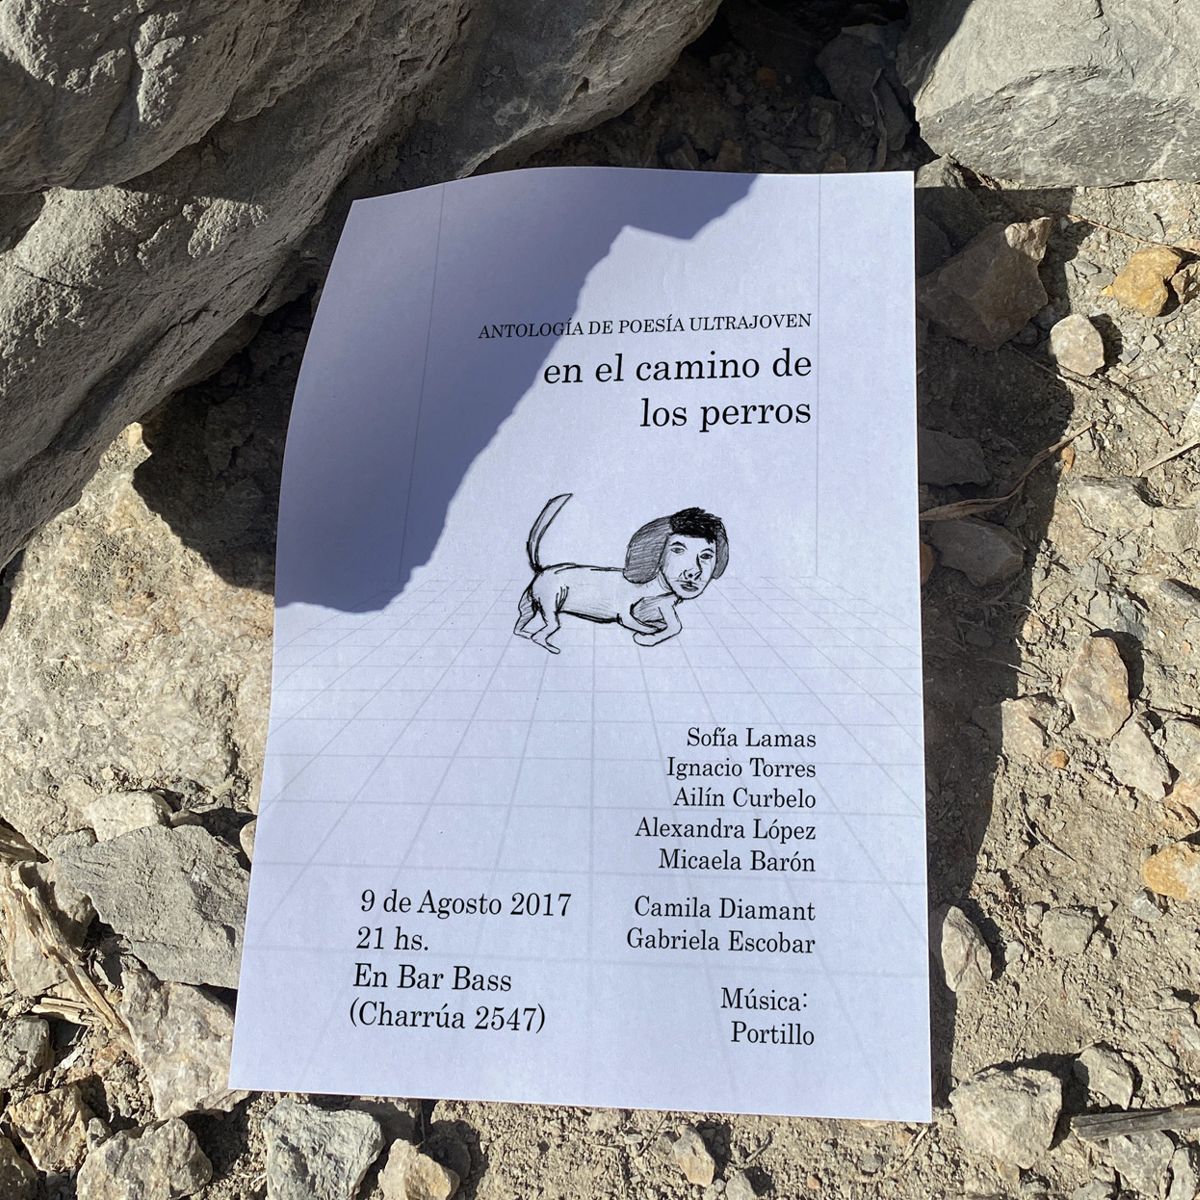 ANTOLOGÍA DE POESÍA ULTRAJOVEN
en el camino de
los perros
Sofía Lamas
Ignacio Torres
Ailín Curbelo
Alexandra López
Micaela Barón
Camila Diamant
Gabriela Escobar
Música:
Portillo
9 de Agosto 2017
21 hs.
En Bar Bass
(Charrúa 2547)